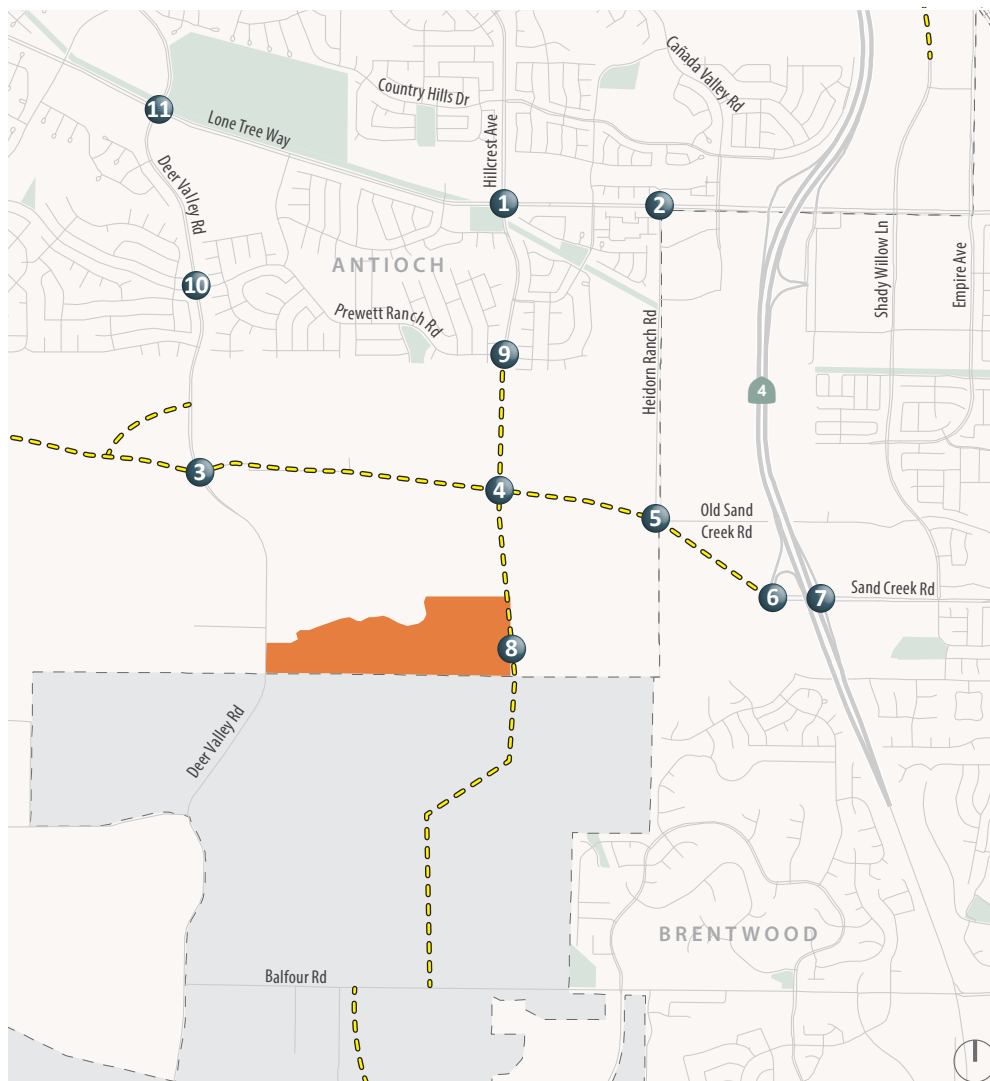 Cañada Valley Rd
Country Hills Dr
11
Lone Tree Way
Hillcrest Ave
Deer Valley Rd
1
2
ANTIOCH
10
Prewett Ranch Rd
Shady Willow Ln
Empire Ave
Heidorn Ranch Rd
9
4
3
4
5
Old Sand
Creek Rd
6
7
Sand Creek Rd
8
Deer Valley Rd
BRENTWOOD
Balfour Rd